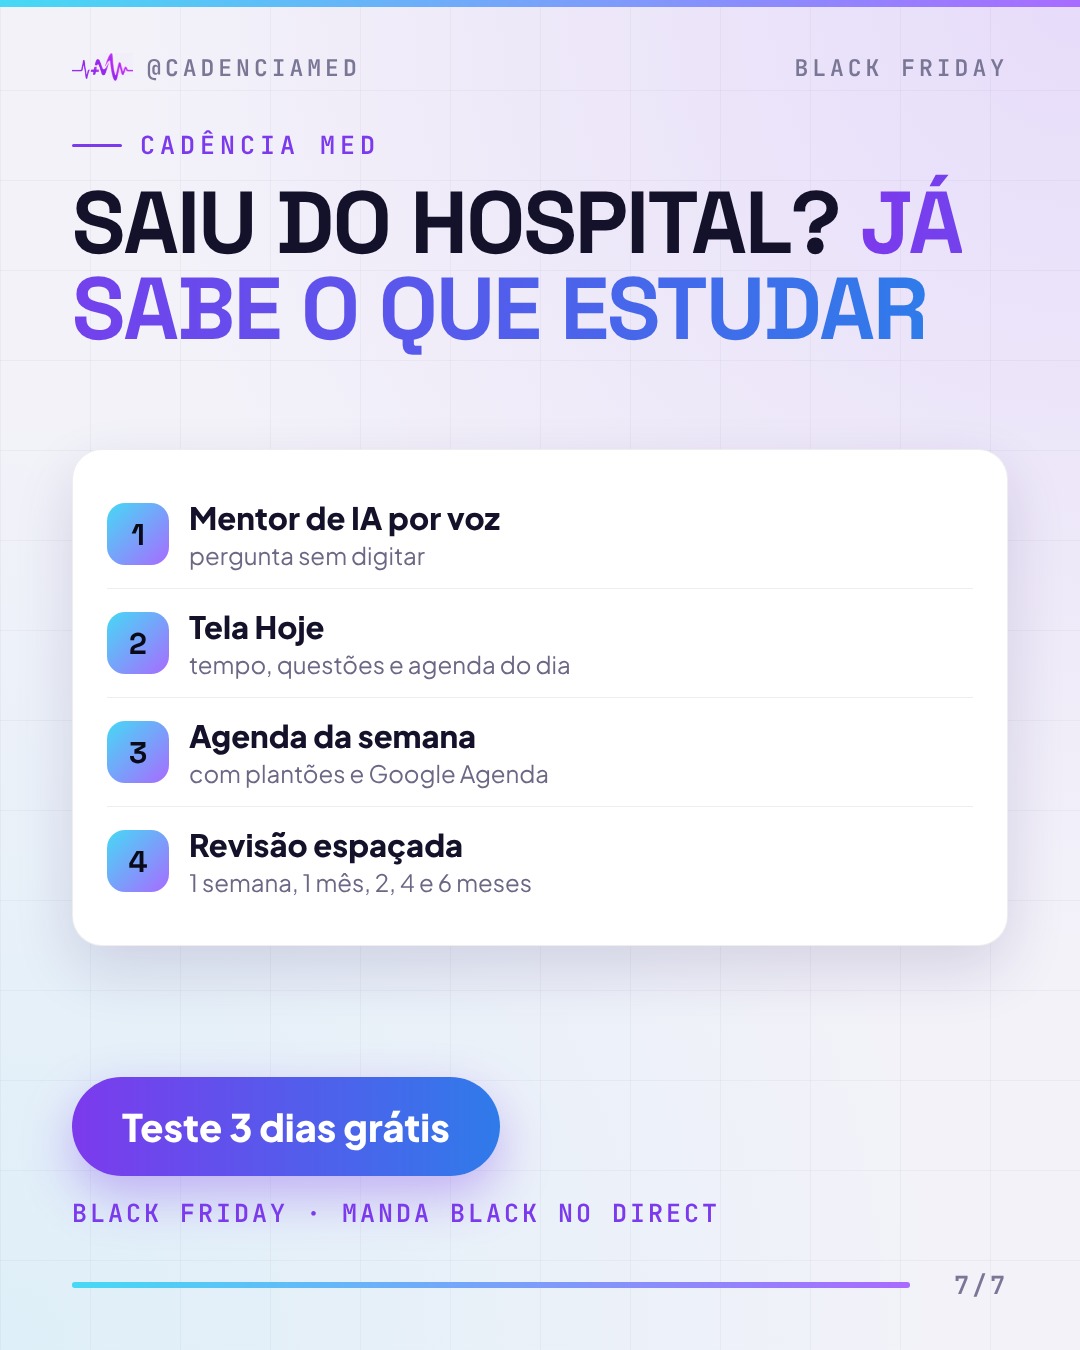 @CADENCIAMED
BLACK FRIDAY
CADÊNCIA MED
SAIU DO HOSPITAL? JÁ
SABE O QUE ESTUDAR
1
Mentor de IA por voz
pergunta sem digitar
2
Tela Hoje
tempo, questões e agenda do dia
3
Agenda da semana
com plantões e Google Agenda
4
Revisão espaçada
1 semana, 1 mês, 2, 4 e 6 meses
Teste 3 dias grátis
BLACK FRIDAY · MANDA BLACK NO DIRECT
7/7